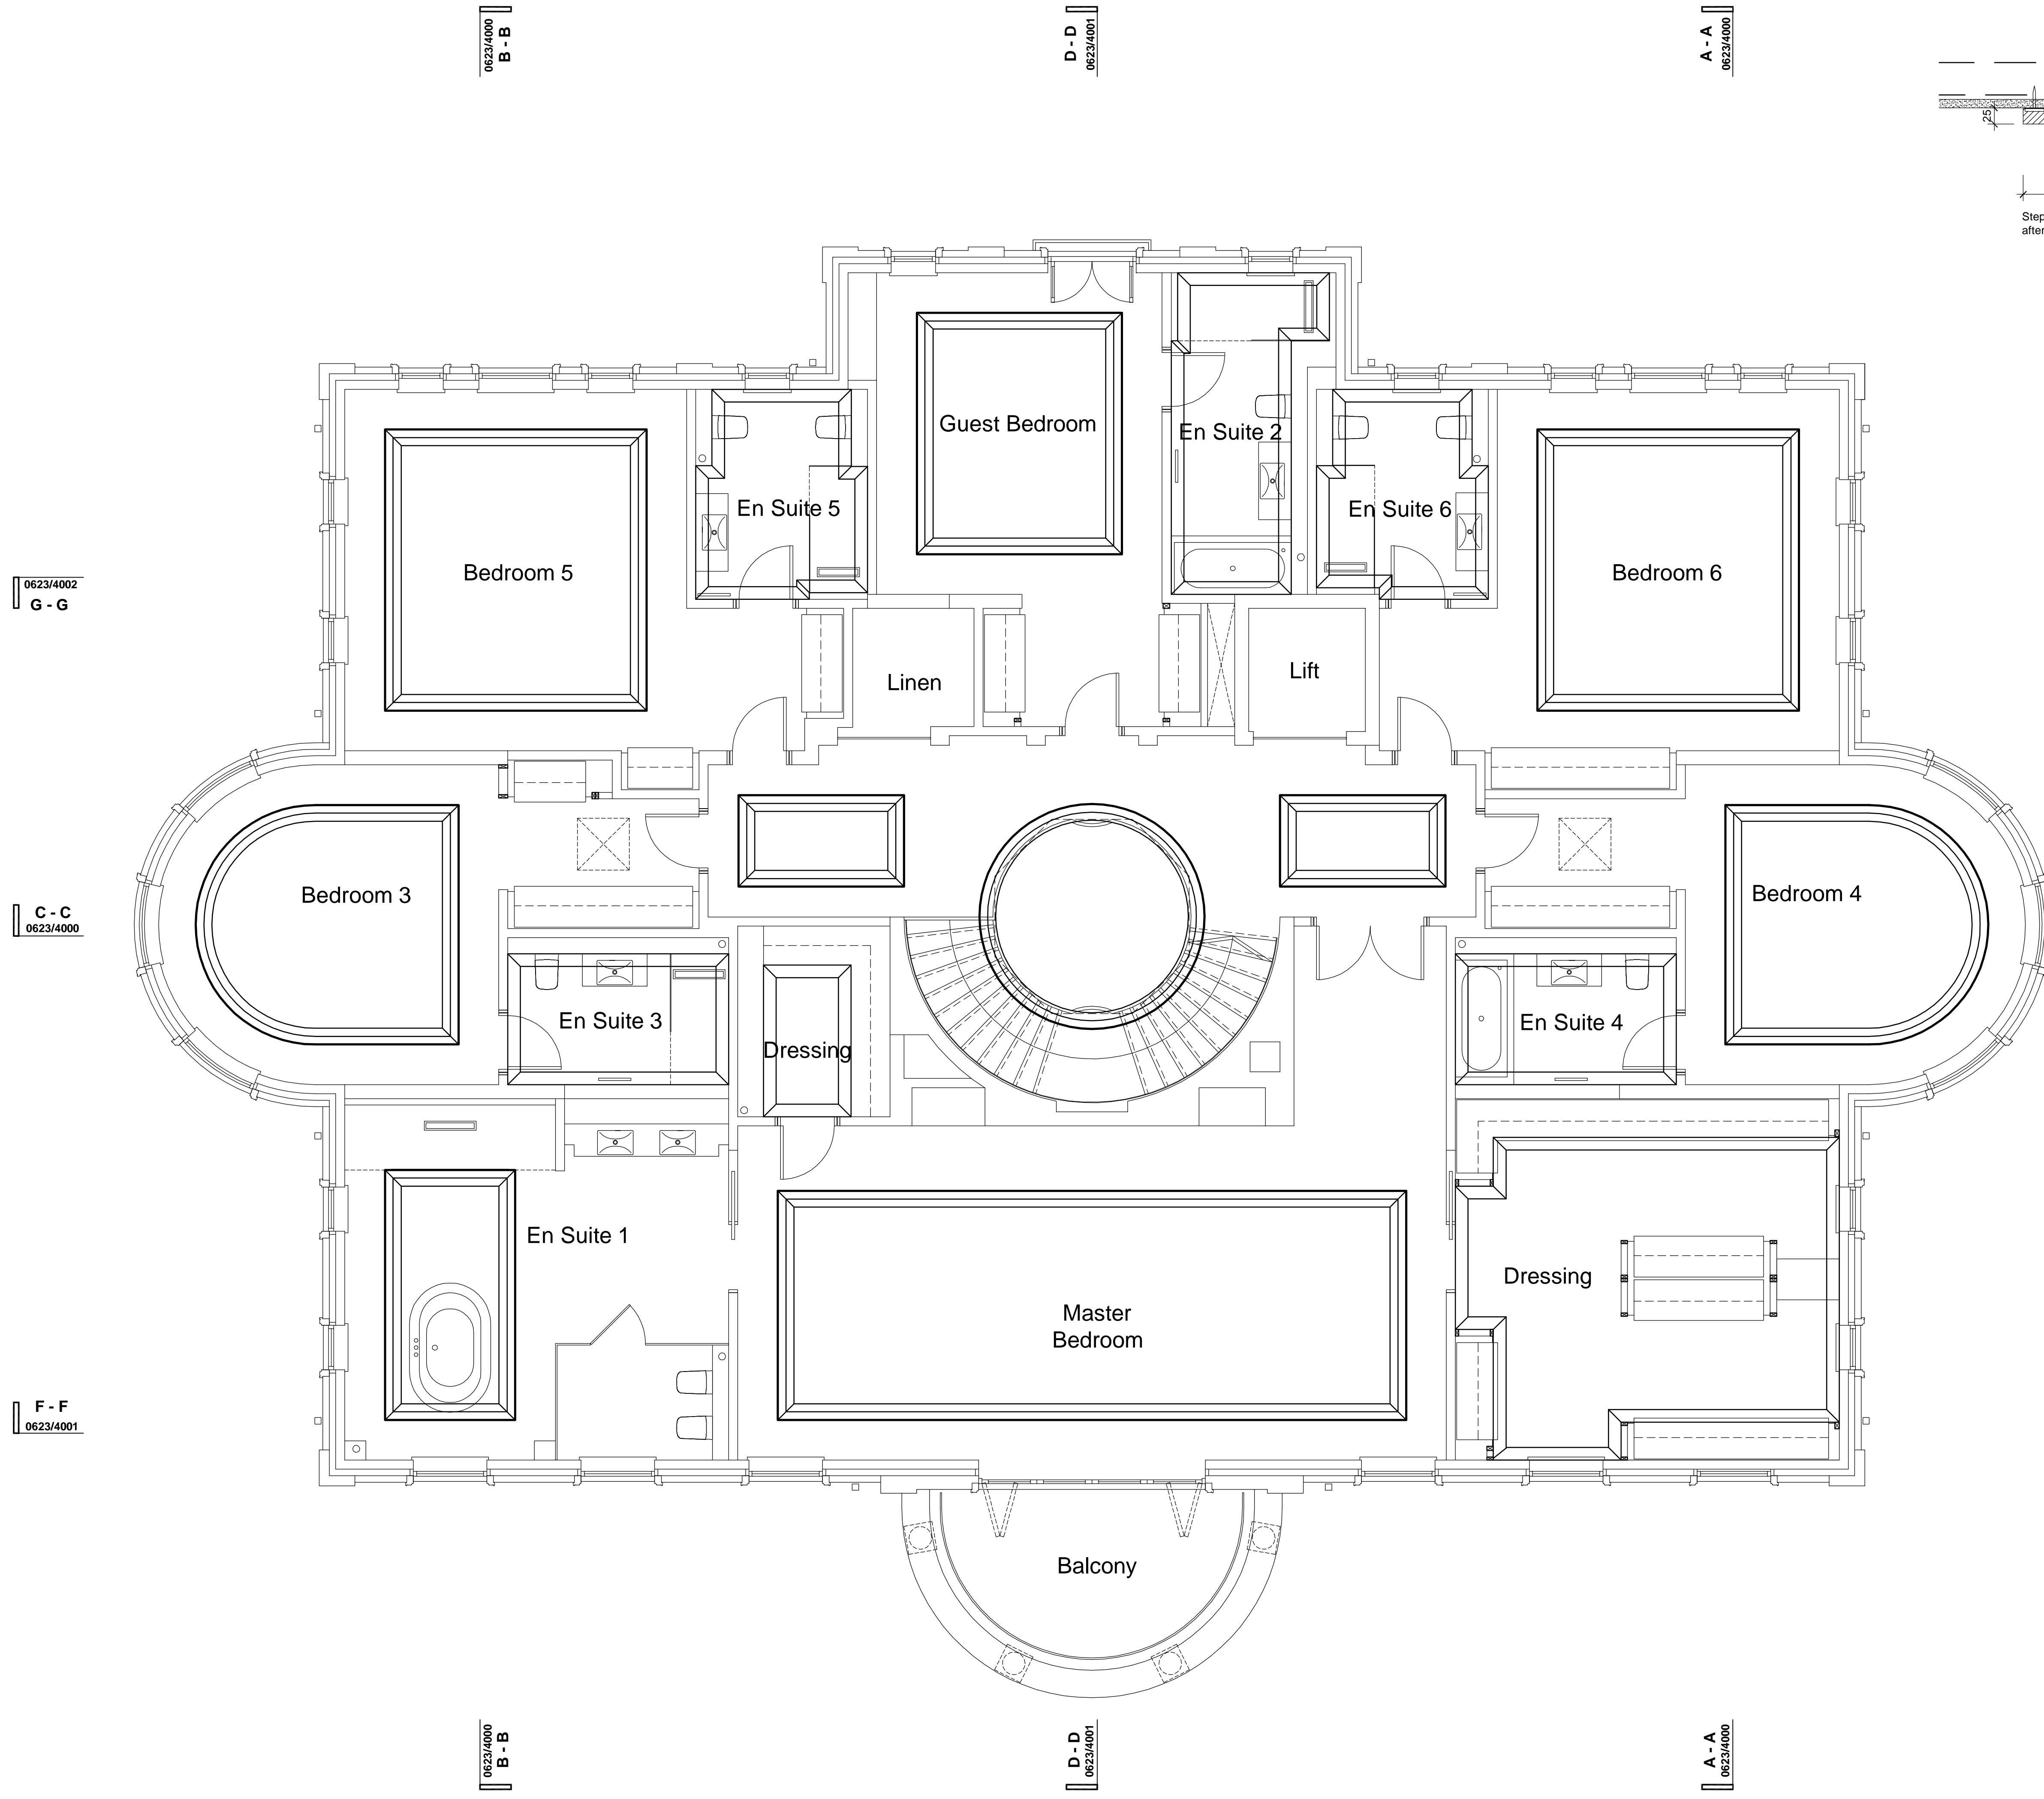 0623/4000
B - B
D - D
0623/4001
A - A
0623/4000
25
Step
after
Guest Bedroom
En Suite 2
En Suite 5
En Suite 6
Bedroom 5
Bedroom 6
0623/4002
G - G
Linen
Lift
Bedroom 3
Bedroom 4
C - C
0623/4000
En Suite 3
En Suite 4
Dressing
En Suite 1
Dressing
Master
Bedroom
F - F
0623/4001
Balcony
0623/4000
B - B
D - D
0623/4001
A - A
0623/4000